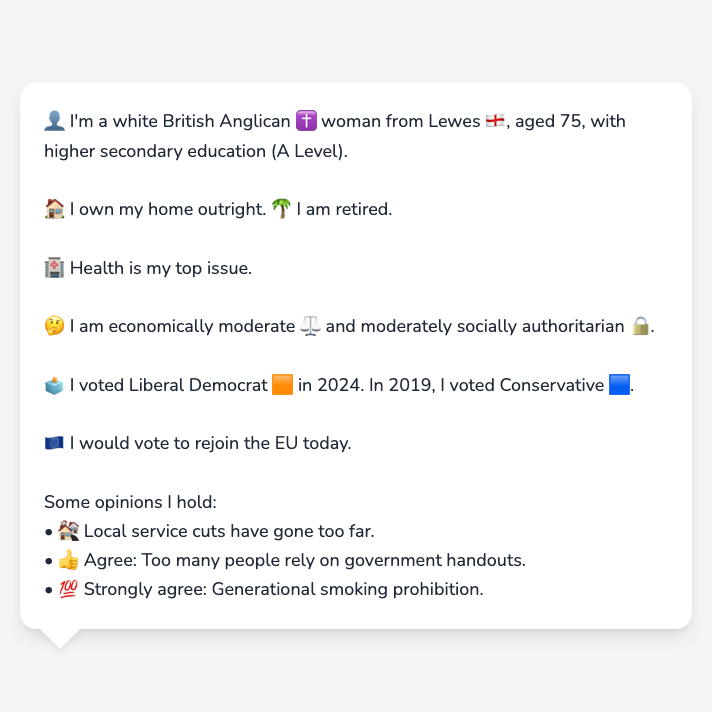 👤 I'm a white British Anglican ✝️ woman from Lewes 🏴󠁧󠁢󠁥󠁮󠁧󠁿, aged 75, with
higher secondary education (A Level).
🏠 I own my home outright. 🌴 I am retired.
🏥 Health is my top issue.
🤔 I am economically moderate ⚖️ and moderately socially authoritarian 🔒.
🗳️ I voted Liberal Democrat 🟧 in 2024. In 2019, I voted Conservative 🟦.
🇪🇺 I would vote to rejoin the EU today.
Some opinions I hold:
• 🏚️ Local service cuts have gone too far.
• 👍 Agree: Too many people rely on government handouts.
• 💯 Strongly agree: Generational smoking prohibition.